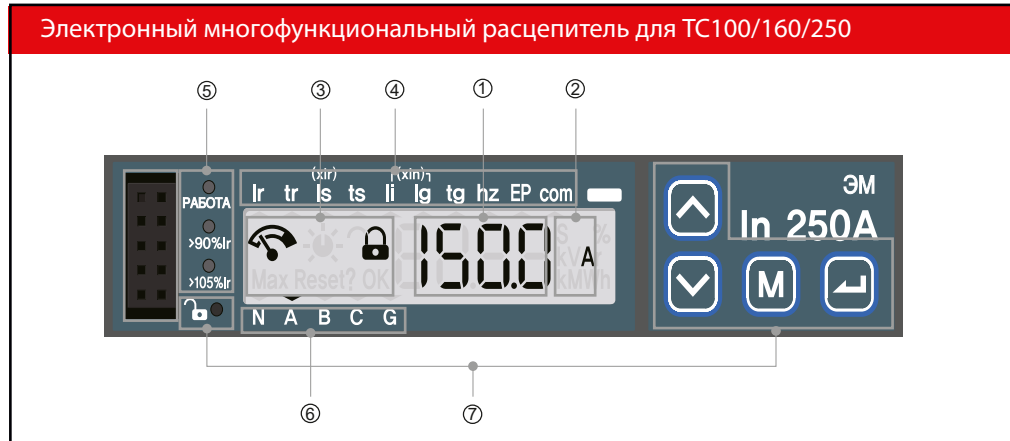 Электронный многофункциональный расцепитель для ТС100/160/250
⑤ ③ ④ ① ②
(xir) (xin)
Ir tr Is ts Ii Ig tg hz EP com
РАБОТА
>90%Ir
>105%Ir
150.0 A
S %
kVA
Max Reset? OK kMWh
N A B C G
ЭМ
In 250A
M
⑥ ⑦